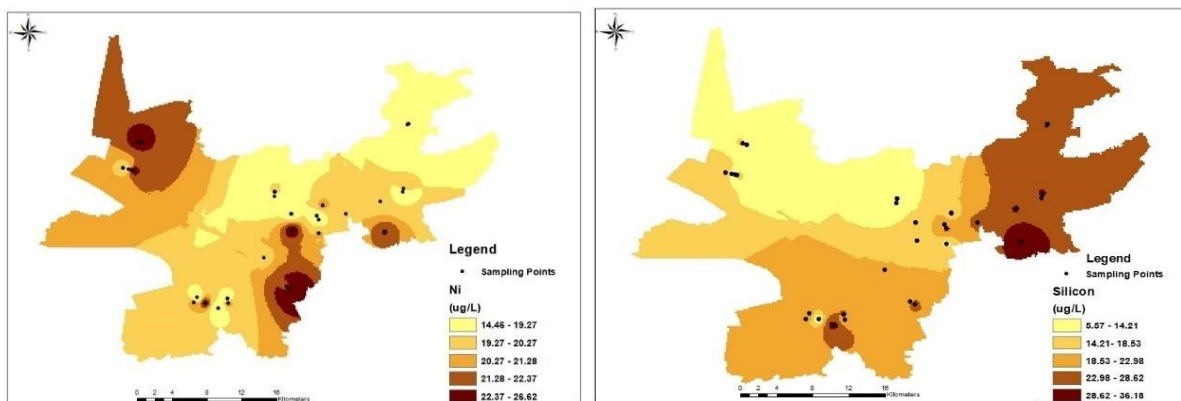 Legend
Sampling Points
Ni
(ug/L)
14.46 - 19.27
19.27 - 20.27
20.27 - 21.28
21.28 - 22.37
22.37 - 26.62
0 2 4 8 12 16
Kilometers
Legend
Sampling Points
Silicon
(ug/L)
5.57 - 14.21
14.21- 18.53
18.53 - 22.98
22.98 - 28.62
28.62 - 36.18
0 2 4 8 12 16
Kilometers